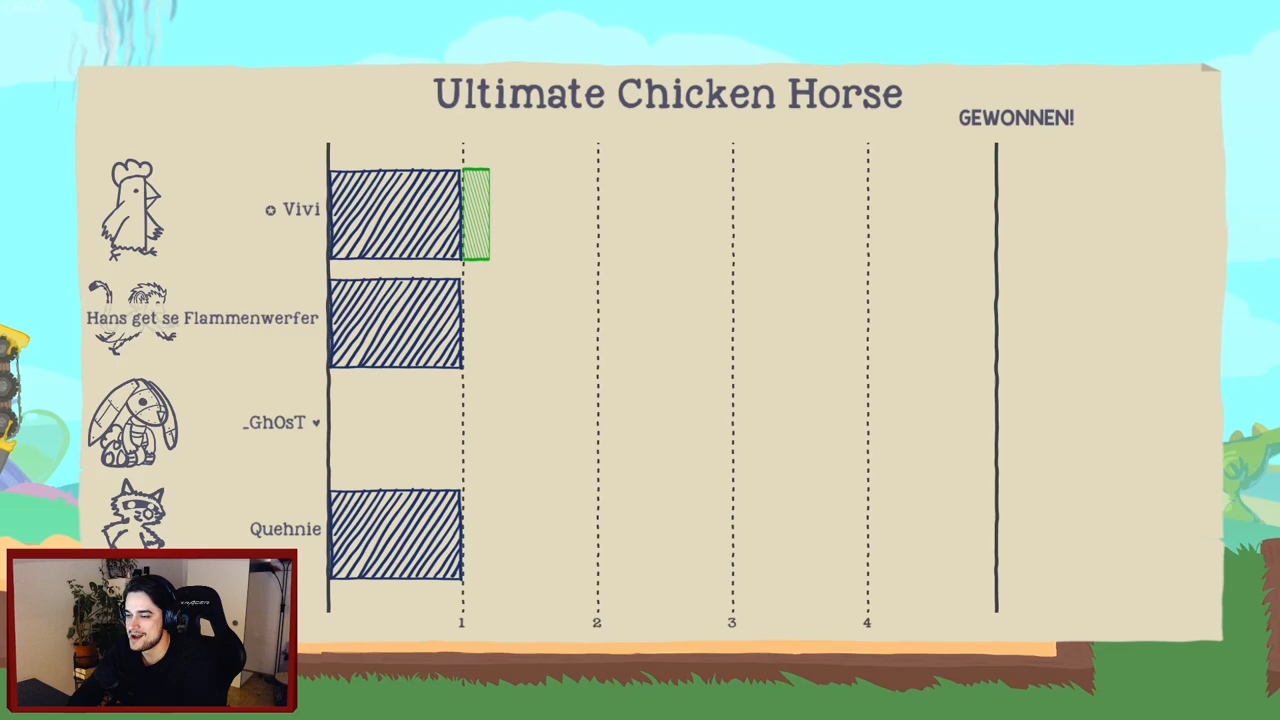 Ultimate Chicken Horse
GEWONNEN!
✪ Vivi
Hans get se Flammenwerfer
_GhOsT ♥
Quehnie
1 2 3 4